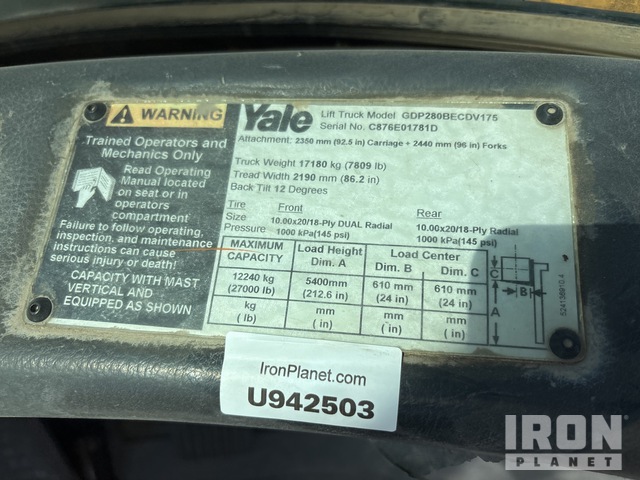 WARNING
Trained Operators and
Mechanics Only
Read Operating
Manual located
on seat or in
operators
compartment
Failure to follow operating,
inspection, and maintenance
instructions can cause
serious injury or death!
CAPACITY WITH MAST
VERTICAL AND
EQUIPPED AS SHOWN
Yale
Lift Truck Model GDP280BECDV175
Serial No. C876E01781D
Attachment: 2350 mm (92.5 in) Carriage + 2440 mm (96 in) Forks
Truck Weight 17180 kg (7809 lb)
Tread Width 2190 mm (86.2 in)
Back Tilt 12 Degrees
Tire Front Rear
Size 10.00x20/18-Ply DUAL Radial 10.00x20/18-Ply Radial
Pressure 1000 kPa(145 psi) 1000 kPa(145 psi)
MAXIMUM CAPACITY Load Height Dim. A Load Center Dim. B Dim. C
12240 kg 5400mm 610 mm 610 mm
(27000 lb) (212.6 in) (24 in) (24 in)
kg mm mm mm
( lb) ( in) ( in) ( in)
C
B
A
524158910.4
IronPlanet.com
U942503
IRON
PLANET